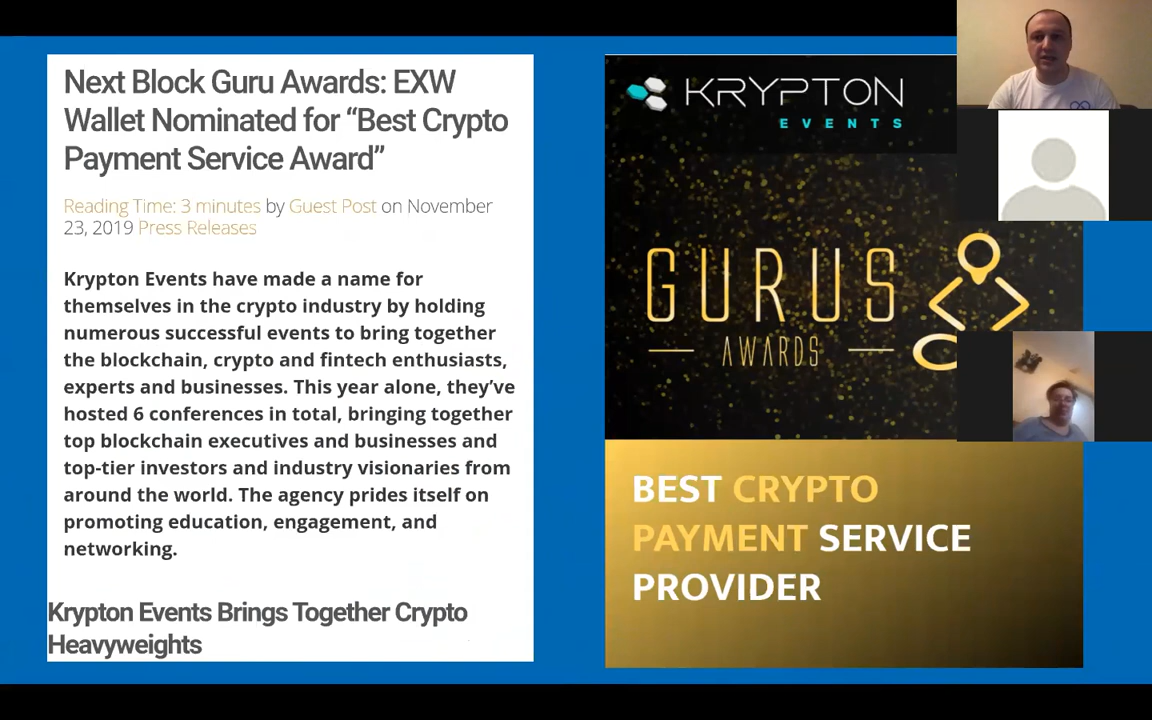 Next Block Guru Awards: EXW
Wallet Nominated for “Best Crypto
Payment Service Award”
Reading Time: 3 minutes by Guest Post on November
23, 2019 Press Releases
Krypton Events have made a name for
themselves in the crypto industry by holding
numerous successful events to bring together
the blockchain, crypto and fintech enthusiasts,
experts and businesses. This year alone, they’ve
hosted 6 conferences in total, bringing together
top blockchain executives and businesses and
top-tier investors and industry visionaries from
around the world. The agency prides itself on
promoting education, engagement, and
networking.
Krypton Events Brings Together Crypto
Heavyweights
KRYPTON
EVENTS
GURUS
AWARDS
BEST CRYPTO
PAYMENT SERVICE
PROVIDER